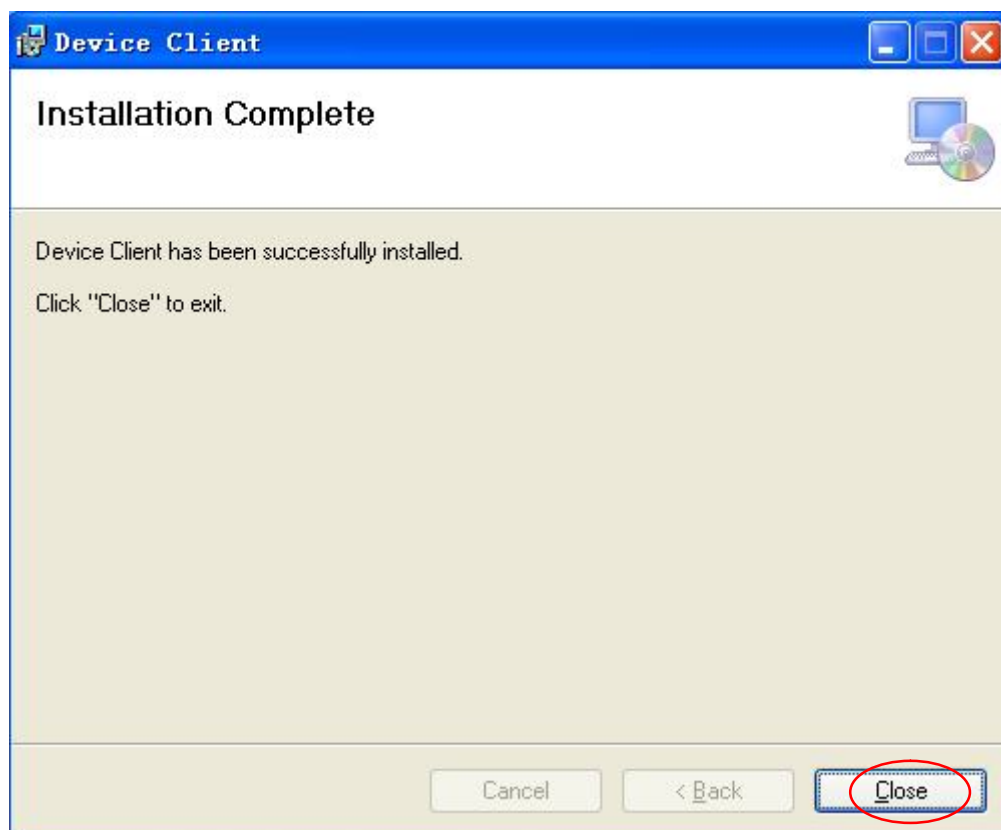 Device Client
Installation Complete
Device Client has been successfully installed.
Click "Close" to exit.
Cancel
< Back
Close